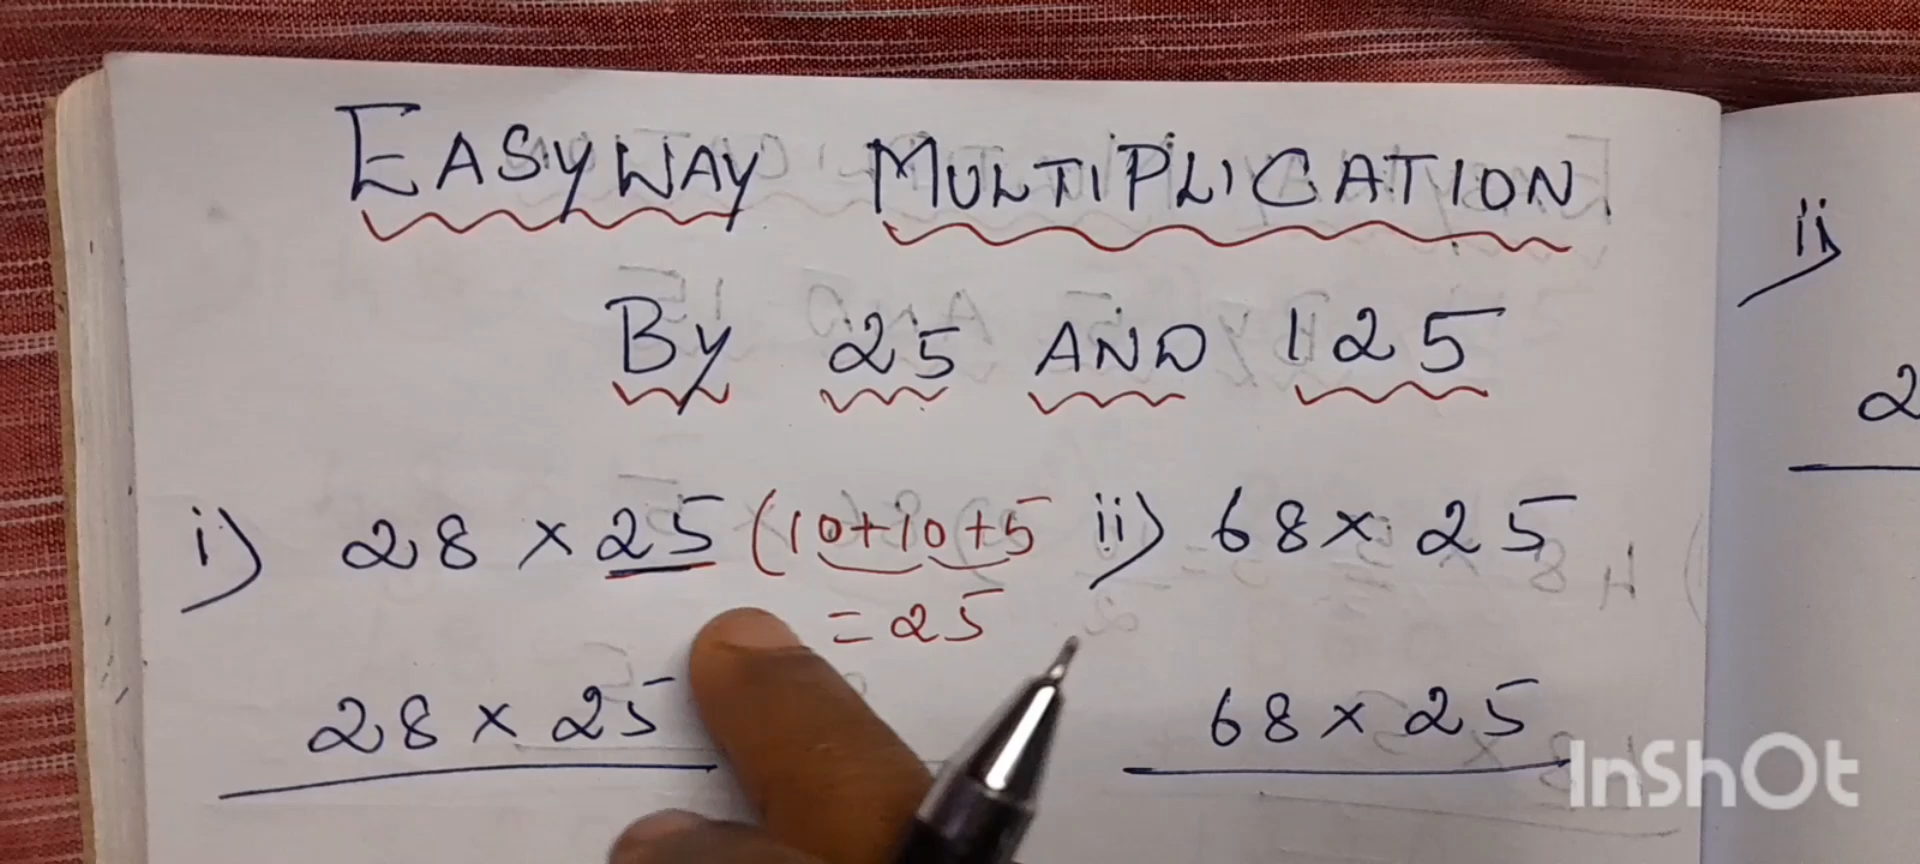 EASYWAY MULTIPLICATION
By 25 AND 125
i) 28 × 25 (10+10+5 ii) 68 × 25
= 25
28 × 25 68 × 25
ii)
2
InShOt